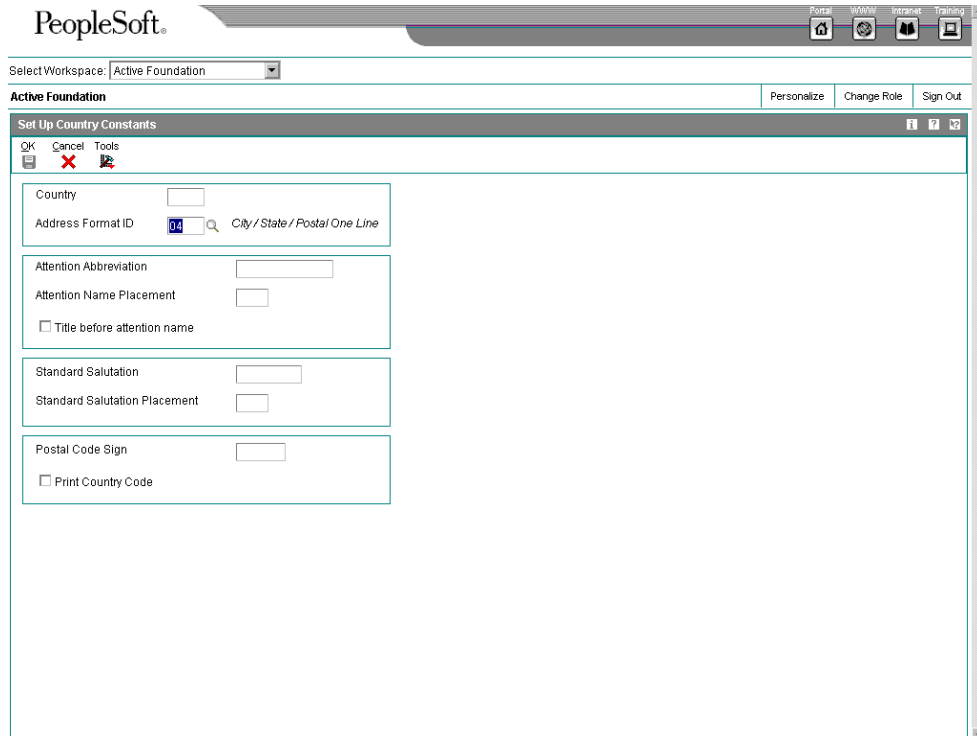 PeopleSoft.
Portal WWW Intranet Training
Select Workspace: Active Foundation
Active Foundation Personalize Change Role Sign Out
Set Up Country Constants
OK Cancel Tools
Country
Address Format ID 04 City / State / Postal One Line
Attention Abbreviation
Attention Name Placement
Title before attention name
Standard Salutation
Standard Salutation Placement
Postal Code Sign
Print Country Code